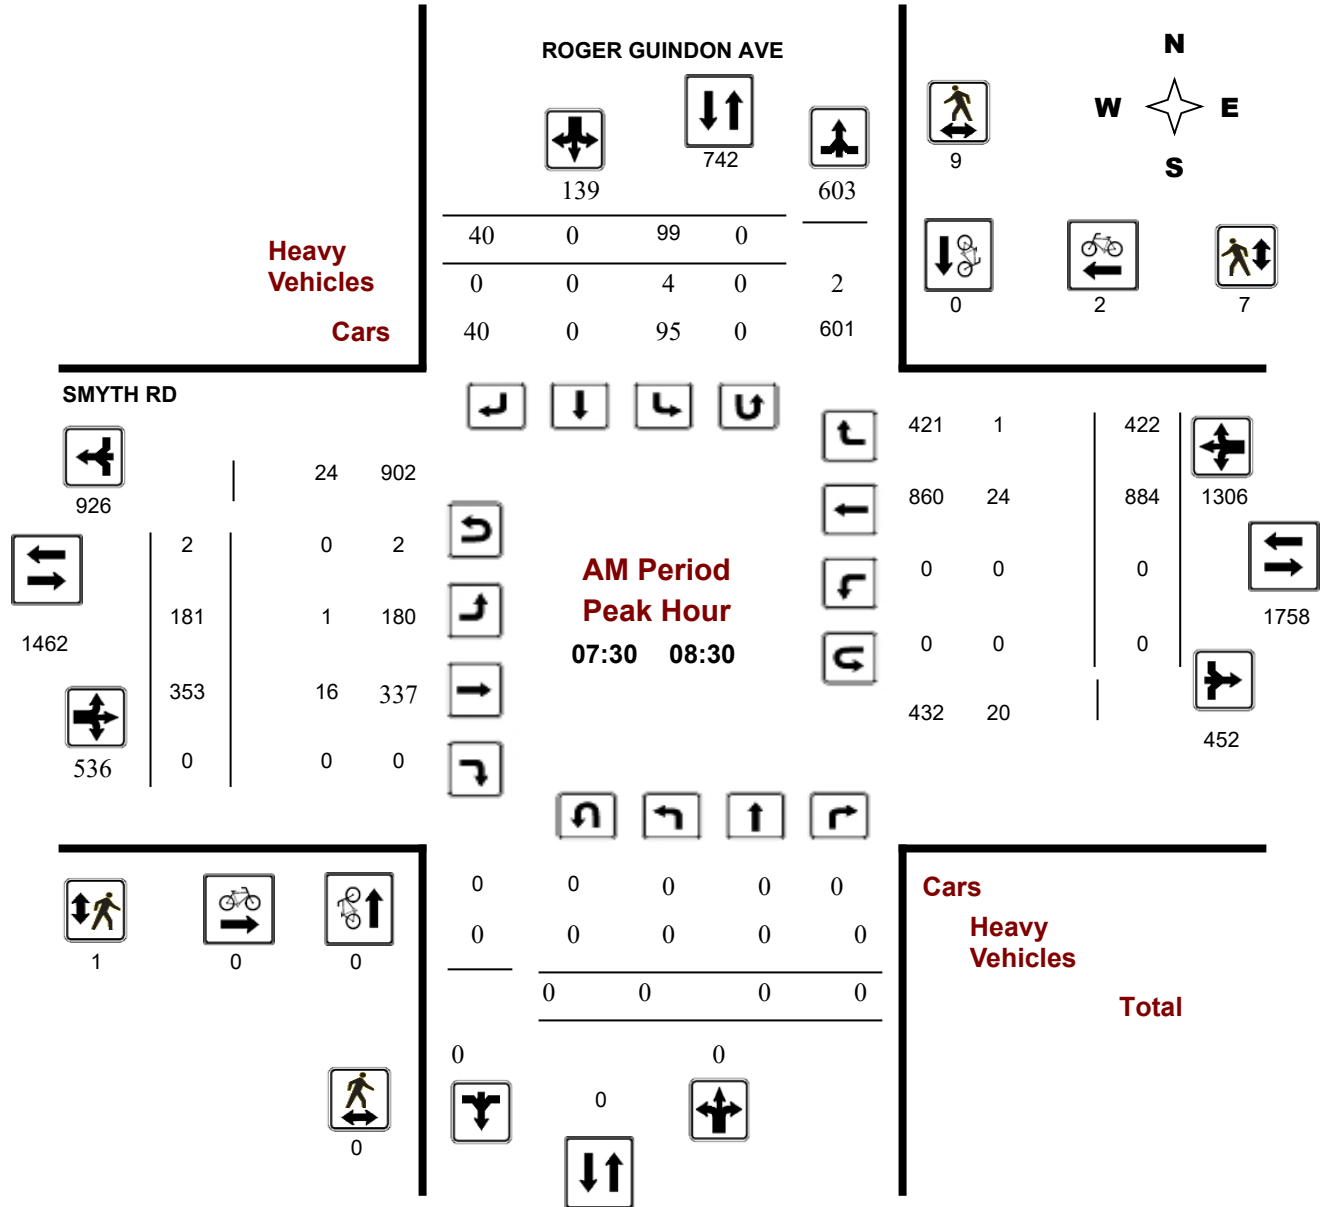 ROGER GUINDON AVE
N
W E
S
742
139 603
9
40 0 99 0
Heavy
Vehicles
0 0 4 0 2
Cars
40 0 95 0 601
0 2 7
SMYTH RD
421 1 422
24 902
926
860 24 884 1306
2 0 2
AM Period
Peak Hour
07:30 08:30
0 0 0
181 1 180
1462
1758
0 0 0
353 16 337
432 20
452
536 0 0 0
0 0 0 0 0
Cars
0 0 0 0 0
Heavy
Vehicles
1 0 0
0 0 0 0
Total
0 0
0
0